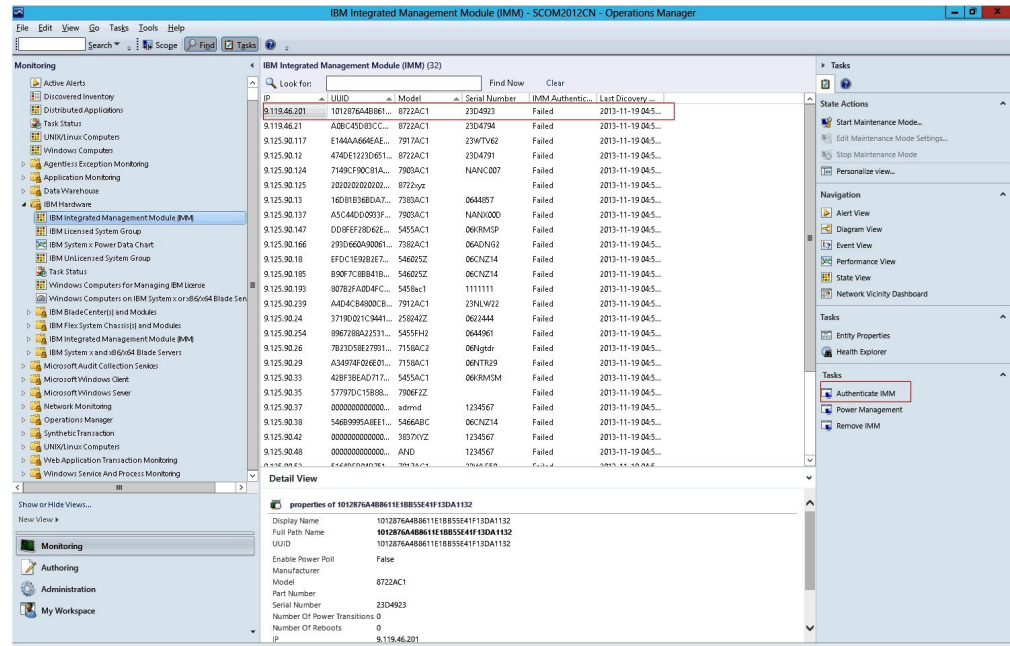 IBM Integrated Management Module (IMM) - SCOM2012CN - Operations Manager
File Edit View Go Tasks Tools Help
Search Scope Find Tasks
Monitoring
Active Alerts
Discovered Inventory
Distributed Applications
Task Status
UNIX/Linux Computers
Windows Computers
Agentless Exception Monitoring
Application Monitoring
Data Warehouse
IBM Hardware
IBM Integrated Management Module (IMM)
IBM Licensed System Group
IBM System x Power Data Chart
IBM UnLicensed System Group
Task Status
Windows Computers for Managing IBM License
Windows Computers on IBM System x or x86/x64 Blade Serv
IBM BladeCenter(s) and Modules
IBM Flex System Chassis(s) and Modules
IBM Integrated Management Module (IMM)
IBM System x and x86/x64 Blade Servers
Microsoft Audit Collection Services
Microsoft Windows Client
Microsoft Windows Server
Network Monitoring
Operations Manager
Synthetic Transaction
UNIX/Linux Computers
Web Application Transaction Monitoring
Windows Service And Process Monitoring
Show or Hide Views...
New View
Monitoring
Authoring
Administration
My Workspace
IBM Integrated Management Module (IMM) (32)
Look for: Find Now Clear
IP UUID Model Serial Number IMM Authentic... Last Dicovery ...
9.119.46.201 1012876A4B861... 8722AC1 23D4923 Failed 2013-11-19 04:5...
9.119.46.21 A0BC45D83CC... 8722AC1 23D4794 Failed 2013-11-19 04:5...
9.125.90.117 E144AA664EAE... 7917AC1 23WTV62 Failed 2013-11-19 04:5...
9.125.90.12 474DE1223D651... 8722AC1 23D4791 Failed 2013-11-19 04:5...
9.125.90.124 7149CF90C81A... 7903AC1 NANC007 Failed 2013-11-19 04:5...
9.125.90.125 2020202020202... 8722xyz Failed 2013-11-19 04:5...
9.125.90.13 16D81B36BDA7... 7383AC1 0644857 Failed 2013-11-19 04:5...
9.125.90.137 A5C44DD0933F... 7903AC1 NANX00D Failed 2013-11-19 04:5...
9.125.90.147 DD8FEF28D62E... 5455AC1 06KRMSP Failed 2013-11-19 04:5...
9.125.90.166 293D660A90061... 7382AC1 06ADNG2 Failed 2013-11-19 04:5...
9.125.90.18 EFDC1E92B2E7... 546025Z 06CNZ14 Failed 2013-11-19 04:5...
9.125.90.185 B90F7C8BB41B... 546025Z 06CNZ14 Failed 2013-11-19 04:5...
9.125.90.193 807B2FA0D4FC... 5458ac1 1111111 Failed 2013-11-19 04:5...
9.125.90.239 A4D4CB4800CB... 7912AC1 23NLW22 Failed 2013-11-19 04:5...
9.125.90.24 3719D021C9441... 258242Z 0622444 Failed 2013-11-19 04:5...
9.125.90.254 8967288A22531... 5455FH2 0644961 Failed 2013-11-19 04:5...
9.125.90.26 7B23D58E27931... 7158AC2 06Ngtdr Failed 2013-11-19 04:5...
9.125.90.29 A34974F026E01... 7158AC1 06NTR29 Failed 2013-11-19 04:5...
9.125.90.33 42BF3BEAD717... 5455AC1 06KRMSM Failed 2013-11-19 04:5...
9.125.90.35 57797DC15B88... 7906F2Z Failed 2013-11-19 04:5...
9.125.90.37 000000000000... adrmd 1234567 Failed 2013-11-19 04:5...
9.125.90.38 546B9995A8EE1... 5466ABC 06CNZ14 Failed 2013-11-19 04:5...
9.125.90.42 000000000000... 3837XYZ 1234567 Failed 2013-11-19 04:5...
9.125.90.48 000000000000... AND 1234567 Failed 2013-11-19 04:5...
Detail View
properties of 1012876A4B8611E1BB55E41F13DA1132
Display Name 1012876A4B8611E1BB55E41F13DA1132
Full Path Name 1012876A4B8611E1BB55E41F13DA1132
UUID 1012876A4B8611E1BB55E41F13DA1132
Enable Power Poll False
Manufacturer
Model 8722AC1
Part Number
Serial Number 23D4923
Number Of Power Transitions 0
Number Of Reboots 0
IP 9.119.46.201
Tasks
State Actions
Start Maintenance Mode...
Edit Maintenance Mode Settings...
Stop Maintenance Mode
Personalize view...
Navigation
Alert View
Diagram View
Event View
Performance View
State View
Network Vicinity Dashboard
Tasks
Entity Properties
Health Explorer
Tasks
Authenticate IMM
Power Management
Remove IMM